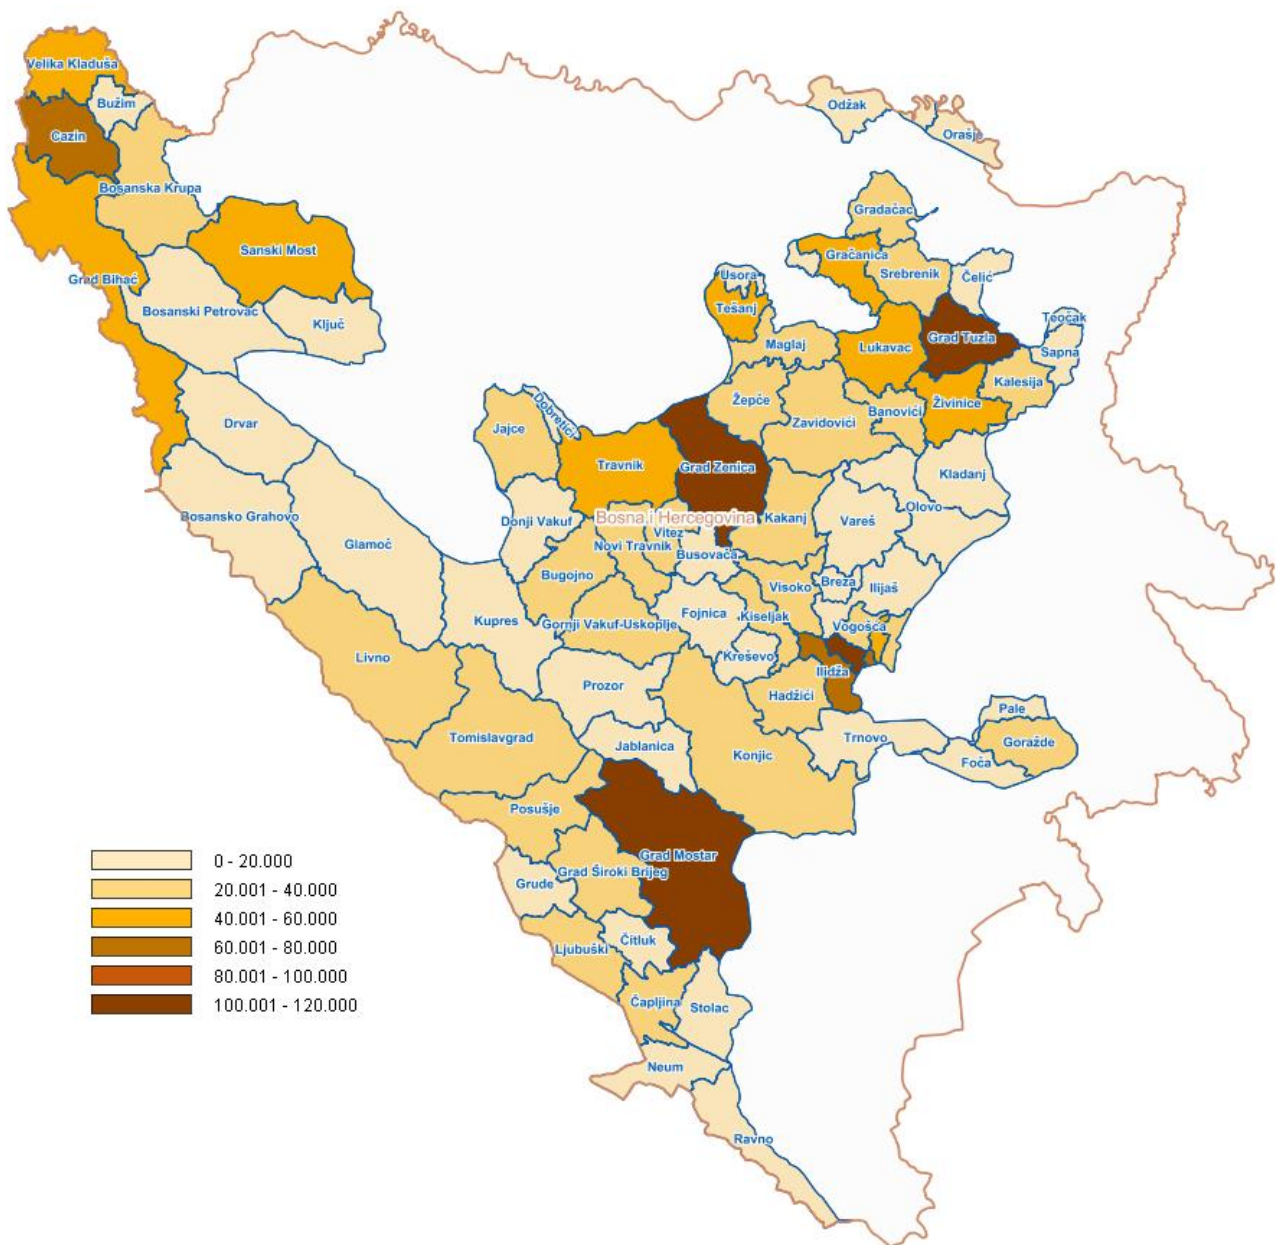 Velika Kladuša
Bužim
Cazin
Bosanska Krupa
Sanski Most
Grad Bihać
Bosanski Petrovac
Ključ
Odžak
Orašje
Gradačac
Gračanica
Srebrenik
Čelić
Usora
Tešanj
Teočak
Grad Tuzla
Sapna
Maglaj
Lukavac
Kalesija
Žepče
Banovići
Živinice
Zavidovići
Dobretići
Jajce
Drvar
Travnik
Grad Zenica
Kladanj
Olovo
Bosansko Grahovo
Glamoč
Donji Vakuf
Bosna i Hercegovina
Vitez
Kakanj
Vareš
Novi Travnik
Busovača
Bugojno
Visoko
Breza
Ilijaš
Kupres
Gornji Vakuf-Uskoplje
Fojnica
Kiseljak
Vogošća
Livno
Kreševo
Ilidža
Prozor
Hadžići
Pale
Tomislavgrad
Jablanica
Konjic
Trnovo
Goražde
Foča
Posušje
Grad Mostar
Grude
Grad Široki Brijeg
Ljubuški
Čitluk
Čapljina
Stolac
Neum
Ravno
0 - 20.000
20.001 - 40.000
40.001 - 60.000
60.001 - 80.000
80.001 - 100.000
100.001 - 120.000